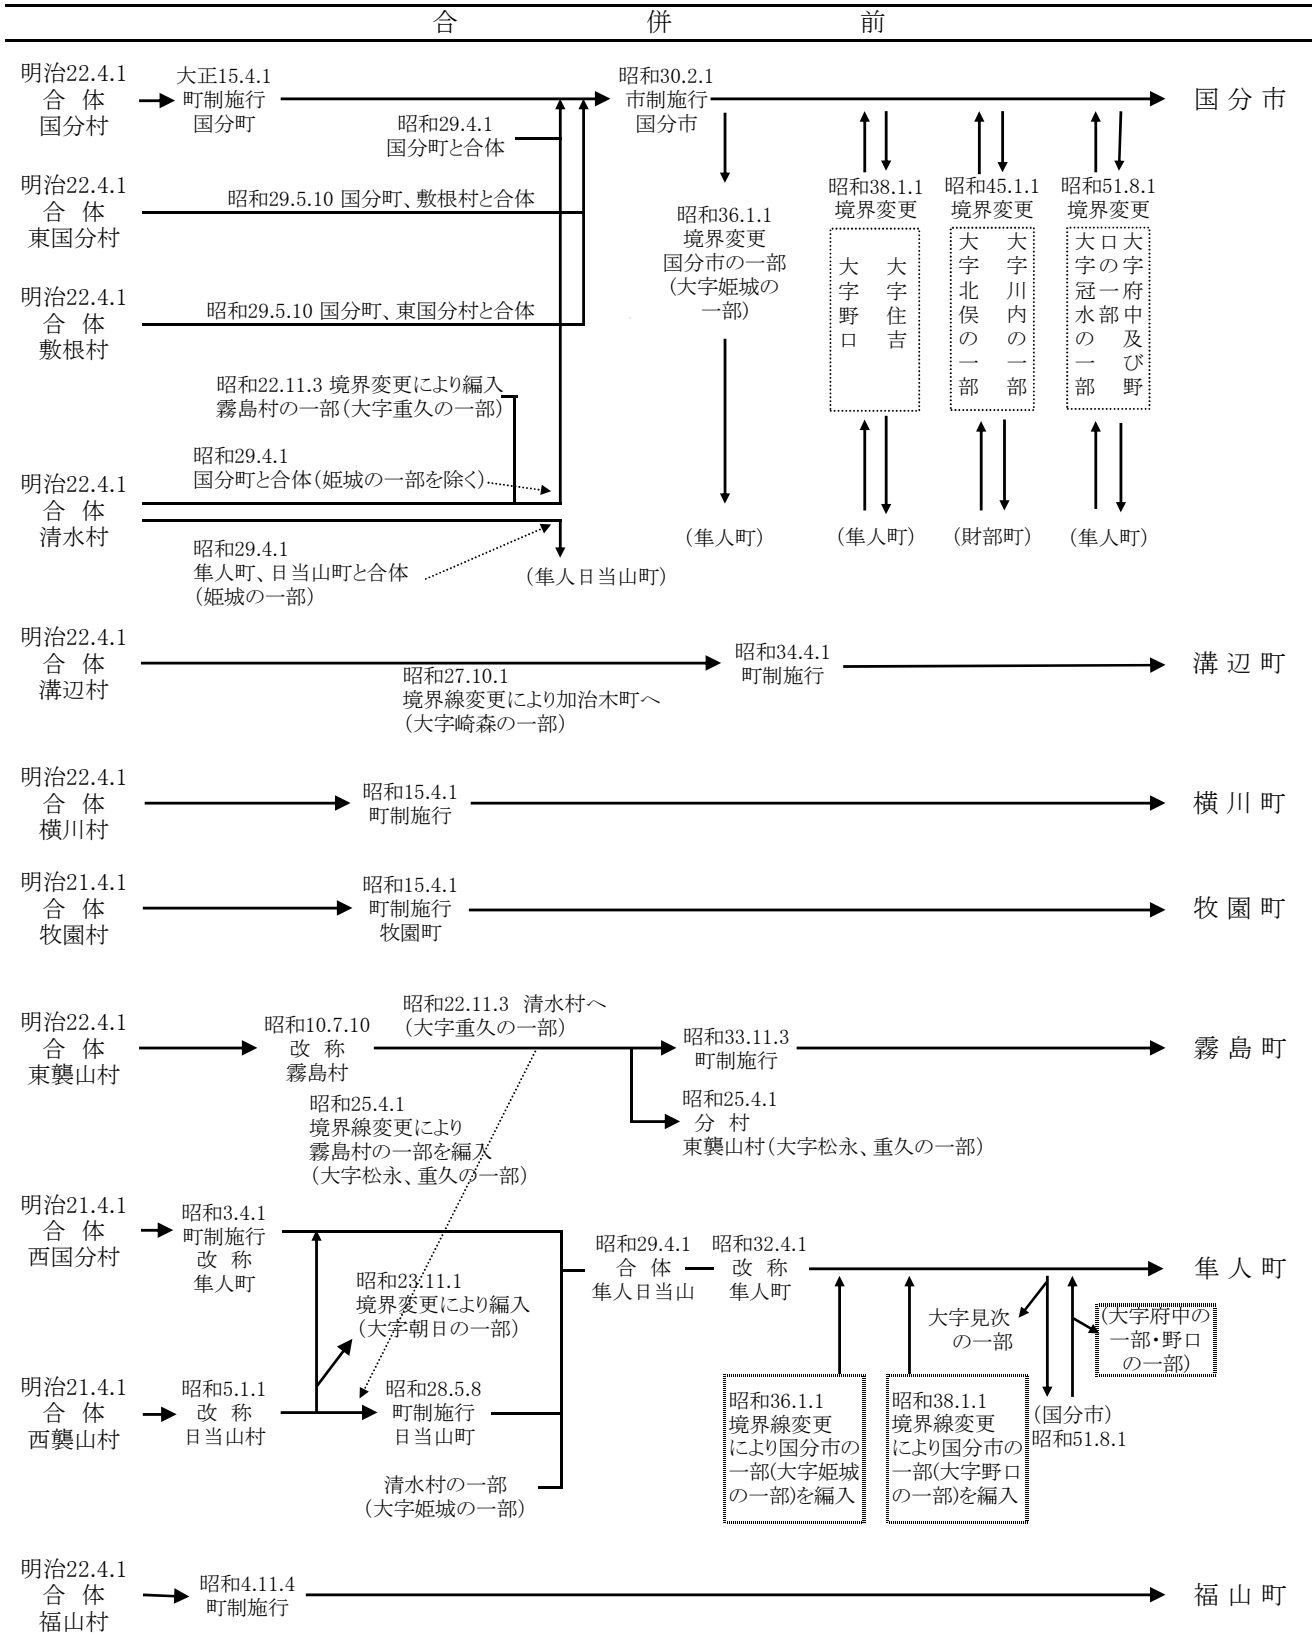 合併前
明治22.4.1
合体
国分村
大正15.4.1
町制施行
国分町
昭和29.4.1
国分町と合体
昭和30.2.1
市制施行
国分市
国分市
明治22.4.1
合体
東国分村
昭和29.5.10 国分町、敷根村と合体
明治22.4.1
合体
敷根村
昭和29.5.10 国分町、東国分村と合体
昭和36.1.1
境界変更
国分市の一部
(大字姫城の
一部)
(隼人町)
昭和38.1.1
境界変更
大字住吉
大字野口
(隼人町)
昭和45.1.1
境界変更
大字川内の一部
大字北俣の一部
(財部町)
昭和51.8.1
境界変更
大字府中及び野
口の一部
大字冠水の一部
(隼人町)
昭和22.11.3 境界変更により編入
霧島村の一部(大字重久の一部)
昭和29.4.1
国分町と合体(姫城の一部を除く)
明治22.4.1
合体
清水村
昭和29.4.1
隼人町、日当山町と合体
(姫城の一部)
(隼人日当山町)
明治22.4.1
合体
溝辺村
昭和27.10.1
境界線変更により加治木町へ
(大字崎森の一部)
昭和34.4.1
町制施行
溝辺町
明治22.4.1
合体
横川村
昭和15.4.1
町制施行
横川町
明治21.4.1
合体
牧園村
昭和15.4.1
町制施行
牧園町
牧園町
明治22.4.1
合体
東襲山村
昭和10.7.10
改称
霧島村
昭和22.11.3 清水村へ
(大字重久の一部)
昭和33.11.3
町制施行
霧島町
昭和25.4.1
分村
東襲山村(大字松永、重久の一部)
昭和25.4.1
境界線変更により
霧島村の一部を編入
(大字松永、重久の一部)
明治21.4.1
合体
西国分村
昭和3.4.1
町制施行
改称
隼人町
昭和23.11.1
境界変更により編入
(大字朝日の一部)
昭和29.4.1
合体
隼人日当山
昭和32.4.1
改称
隼人町
隼人町
大字見次
の一部
(大字府中の
一部・野口
の一部)
明治21.4.1
合体
西襲山村
昭和5.1.1
改称
日当山村
昭和28.5.8
町制施行
日当山町
清水村の一部
(大字姫城の一部)
昭和36.1.1
境界線変更
により国分市の
一部(大字姫城
の一部)を編入
昭和38.1.1
境界線変更
により国分市の
一部(大字野口
の一部)を編入
(国分市)
昭和51.8.1
明治22.4.1
合体
福山村
昭和4.11.4
町制施行
福山町